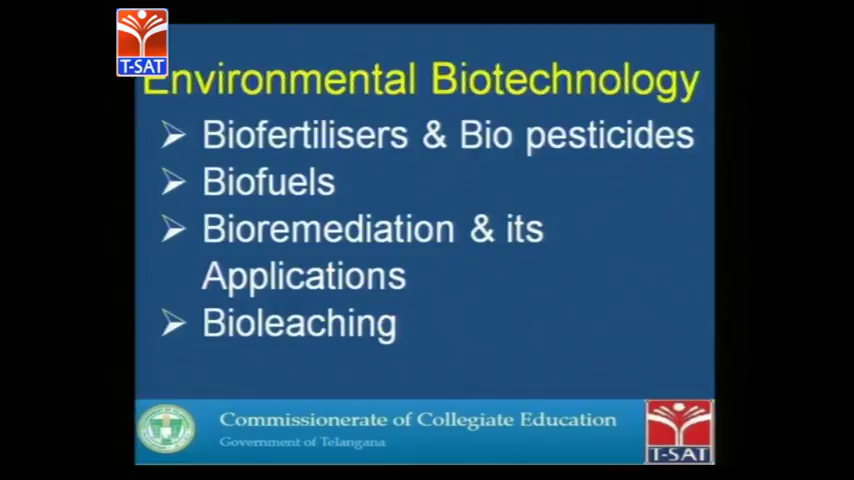 T-SAT
Environmental Biotechnology
Biofertilisers & Bio pesticides
Biofuels
Bioremediation & its
Applications
Bioleaching
Commissionerate of Collegiate Education
Government of Telangana
T-SAT